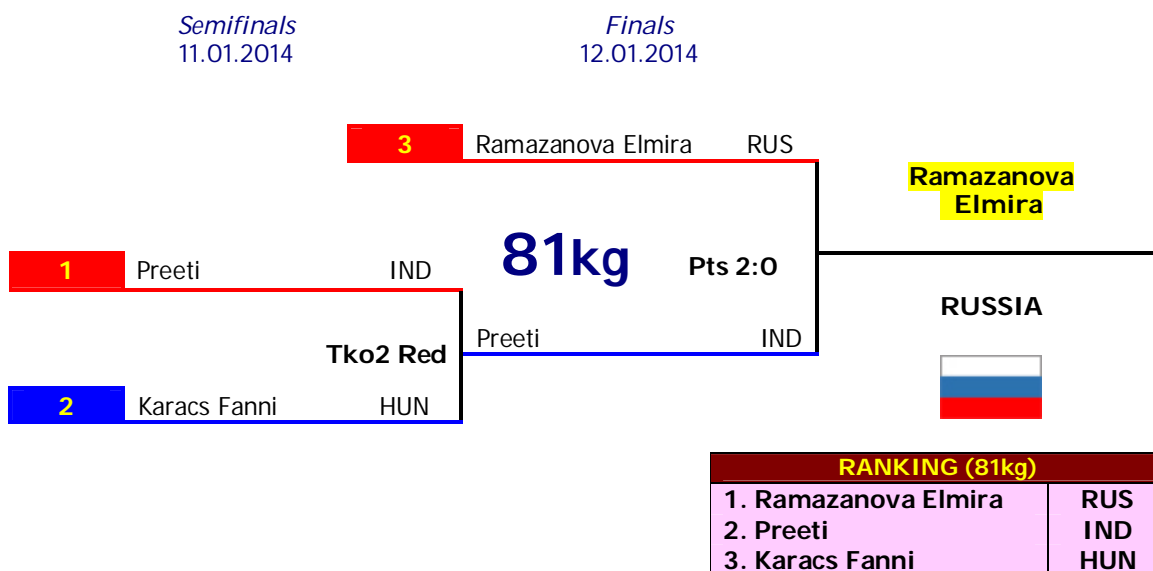 Semifinals Finals
11.01.2014 12.01.2014
3 Ramazanova Elmira RUS
Ramazanova
Elmira
81kg Pts 2:0
1 Preeti IND
RUSSIA
Preeti IND
Tko2 Red
2 Karacs Fanni HUN
RANKING (81kg)
1. Ramazanova Elmira RUS
2. Preeti IND
3. Karacs Fanni HUN